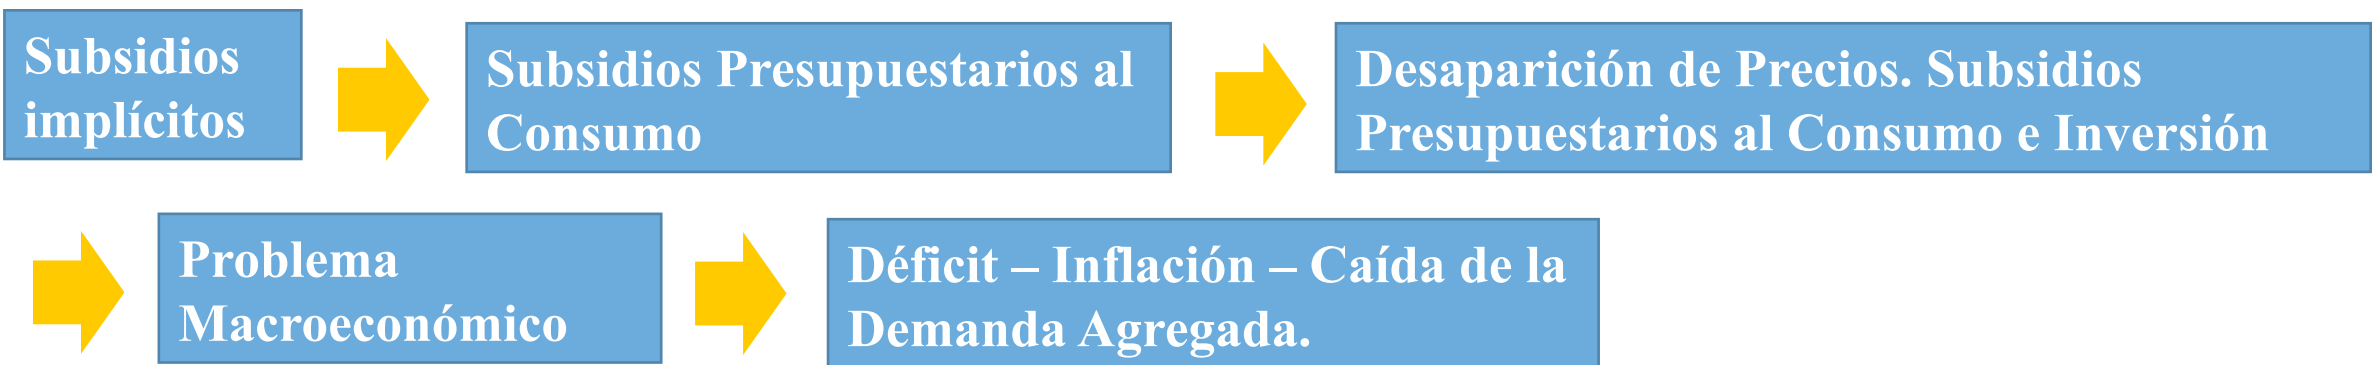 Subsidios
implícitos
Subsidios Presupuestarios al
Consumo
Desaparición de Precios. Subsidios
Presupuestarios al Consumo e Inversión
Problema
Macroeconómico
Déficit – Inflación – Caída de la
Demanda Agregada.